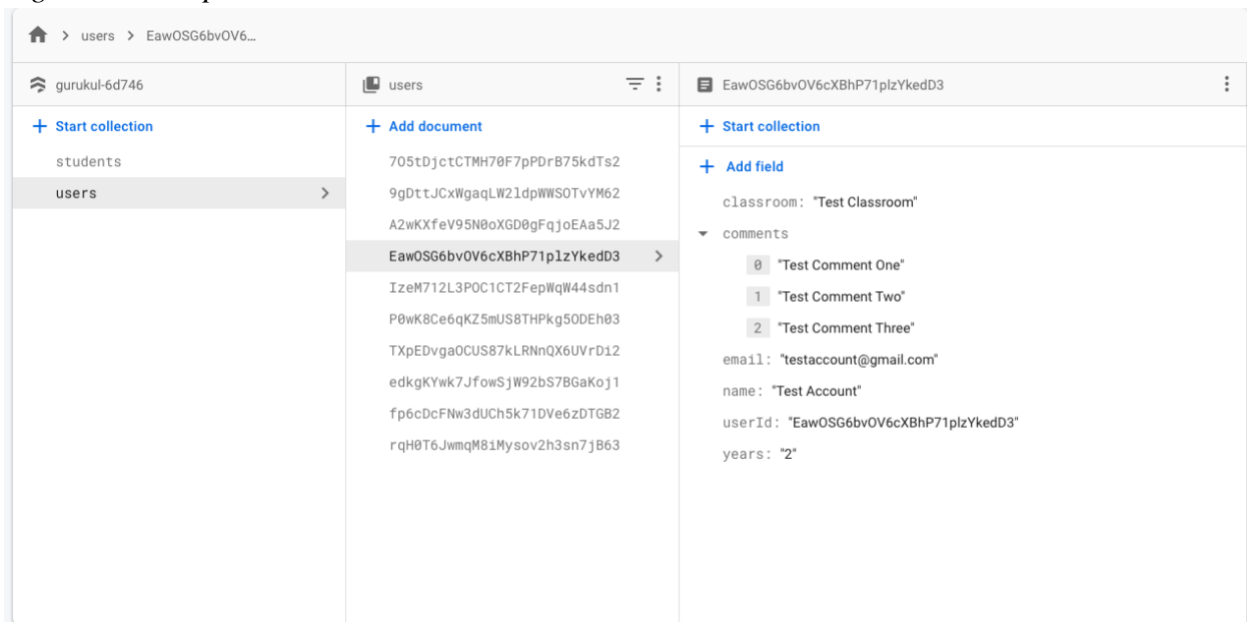 users > EawOSG6bvOV6...
gurukul-6d746
+ Start collection
students
users
users
+ Add document
7O5tDjctCTMH70F7pPDrB75kdTs2
9gDttJCxWgaqLW2ldpWWSOTvYM62
A2wKXfeV95N0oXGD0gFqjoEAa5J2
EawOSG6bvOV6cXBhP71plzYkedD3
IzeM712L3POC1CT2FepWqW44sdn1
P0wK8Ce6qKZ5mUS8THPkg5ODEh03
TXpEDvgaOCUS87kLRNnQX6UVrDi2
edkgKYwk7JfowSjW92bS7BGaKoj1
fp6cDcFNw3dUCh5k71DVe6zDTGB2
rqH0T6JwmqM8iMysov2h3sn7jB63
EawOSG6bvOV6cXBhP71plzYkedD3
+ Start collection
+ Add field
classroom: "Test Classroom"
comments
0 "Test Comment One"
1 "Test Comment Two"
2 "Test Comment Three"
email: "testaccount@gmail.com"
name: "Test Account"
userId: "EawOSG6bvOV6cXBhP71plzYkedD3"
years: "2"